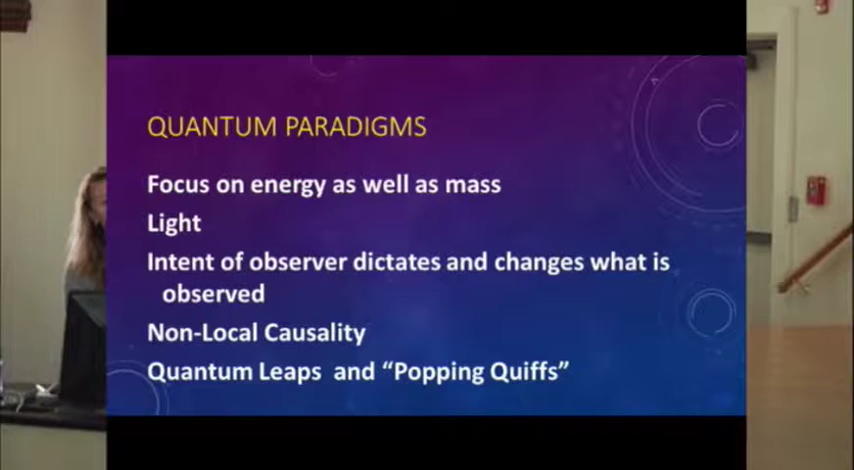 QUANTUM PARADIGMS
Focus on energy as well as mass
Light
Intent of observer dictates and changes what is
observed
Non-Local Causality
Quantum Leaps and “Popping Quiffs”